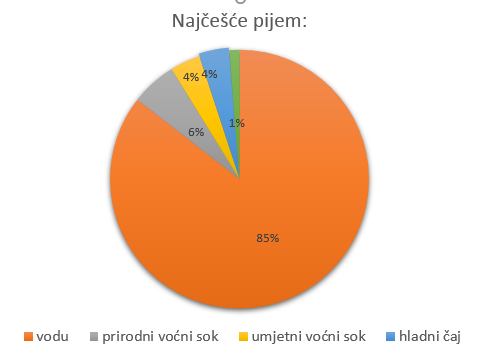 Najčešće pijem:
4%
4%
1%
6%
85%
vodu
prirodni voćni sok
umjetni voćni sok
hladni čaj